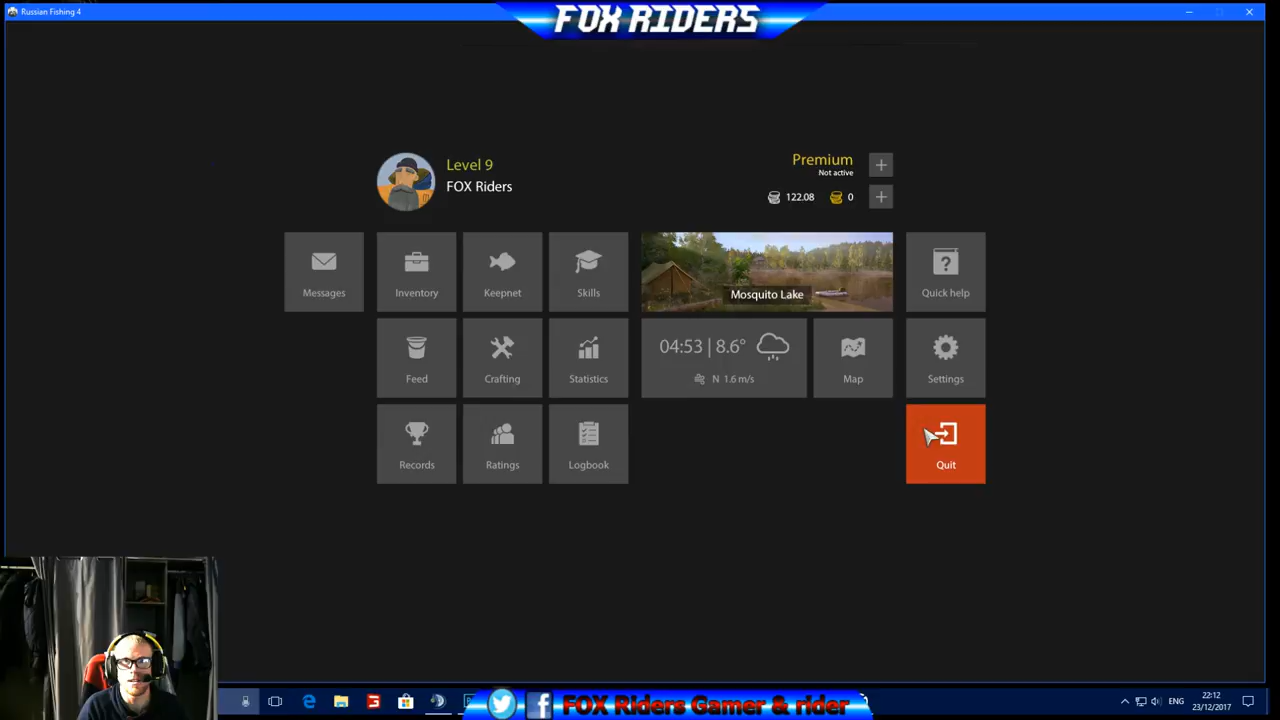 Russian Fishing 4
FOX RIDERS
Level 9
FOX Riders
Premium
Not active
122.08
0
Messages
Inventory
Keepnet
Skills
Mosquito Lake
Quick help
Feed
Crafting
Statistics
04:53 | 8.6°
N 1.6 m/s
Map
Settings
Records
Ratings
Logbook
Quit
FOX Riders Gamer & rider
ENG
22:12
23/12/2017